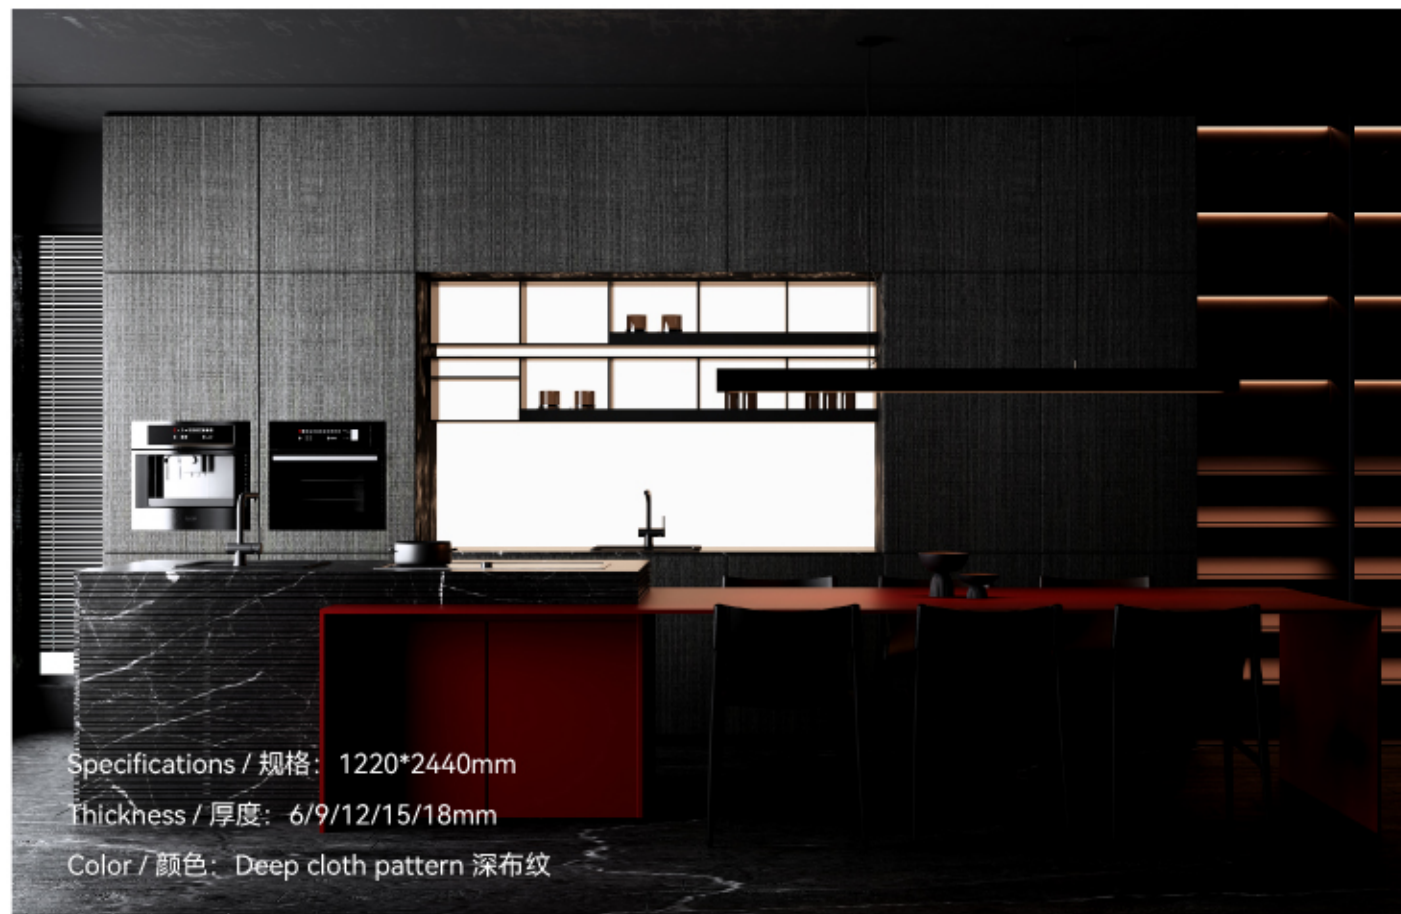 Specifications / 规格：1220*2440mm
Thickness / 厚度：6/9/12/15/18mm
Color / 颜色：Deep cloth pattern 深布纹